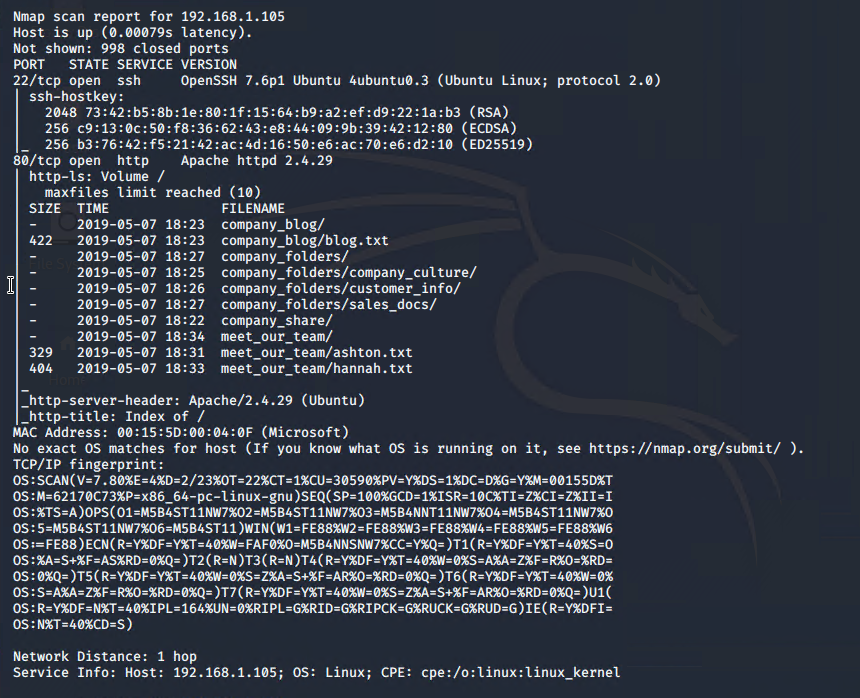 Nmap scan report for 192.168.1.105
Host is up (0.00079s latency).
Not shown: 998 closed ports
PORT   STATE SERVICE VERSION
22/tcp open  ssh     OpenSSH 7.6p1 Ubuntu 4ubuntu0.3 (Ubuntu Linux; protocol 2.0)
| ssh-hostkey:
|   2048 73:42:b5:8b:1e:80:1f:15:64:b9:a2:ef:d9:22:1a:b3 (RSA)
|   256 c9:13:0c:50:f8:36:62:43:e8:44:09:9b:39:42:12:80 (ECDSA)
|_  256 b3:76:42:f5:21:42:ac:4d:16:50:e6:ac:70:e6:d2:10 (ED25519)
80/tcp open  http    Apache httpd 2.4.29
| http-ls: Volume /
|   maxfiles limit reached (10)
| SIZE  TIME              FILENAME
| -     2019-05-07 18:23  company_blog/
| 422   2019-05-07 18:23  company_blog/blog.txt
| -     2019-05-07 18:27  company_folders/
| -     2019-05-07 18:25  company_folders/company_culture/
| -     2019-05-07 18:26  company_folders/customer_info/
| -     2019-05-07 18:27  company_folders/sales_docs/
| -     2019-05-07 18:22  company_share/
| -     2019-05-07 18:34  meet_our_team/
| 329   2019-05-07 18:31  meet_our_team/ashton.txt
| 404   2019-05-07 18:33  meet_our_team/hannah.txt
|_
|_http-server-header: Apache/2.4.29 (Ubuntu)
|_http-title: Index of /
MAC Address: 00:15:5D:00:04:0F (Microsoft)
No exact OS matches for host (If you know what OS is running on it, see https://nmap.org/submit/ ).
TCP/IP fingerprint:
OS:SCAN(V=7.80%E=4%D=2/23%OT=22%CT=1%CU=30590%PV=Y%DS=1%DC=D%G=Y%M=00155D%T
OS:M=62170C73%P=x86_64-pc-linux-gnu)SEQ(SP=100%GCD=1%ISR=10C%TI=Z%CI=Z%II=I
OS:%TS=A)OPS(O1=M5B4ST11NW7%O2=M5B4ST11NW7%O3=M5B4NNT11NW7%O4=M5B4ST11NW7%O
OS:5=M5B4ST11NW7%O6=M5B4ST11)WIN(W1=FE88%W2=FE88%W3=FE88%W4=FE88%W5=FE88%W6
OS:=FE88)ECN(R=Y%DF=Y%T=40%W=FAF0%O=M5B4NNSNW7%CC=Y%Q=)T1(R=Y%DF=Y%T=40%S=O
OS:%A=S+%F=AS%RD=0%Q=)T2(R=N)T3(R=N)T4(R=Y%DF=Y%T=40%W=0%S=A%A=Z%F=R%O=%RD=
OS:0%Q=)T5(R=Y%DF=Y%T=40%W=0%S=Z%A=S+%F=AR%O=%RD=0%Q=)T6(R=Y%DF=Y%T=40%W=0%
OS:S=A%A=Z%F=R%O=%RD=0%Q=)T7(R=Y%DF=Y%T=40%W=0%S=Z%A=S+%F=AR%O=%RD=0%Q=)U1(
OS:R=Y%DF=N%T=40%IPL=164%UN=0%RIPL=G%RID=G%RIPCK=G%RUCK=G%RUD=G)IE(R=Y%DFI=
OS:N%T=40%CD=S)
Network Distance: 1 hop
Service Info: Host: 192.168.1.105; OS: Linux; CPE: cpe:/o:linux:linux_kernel